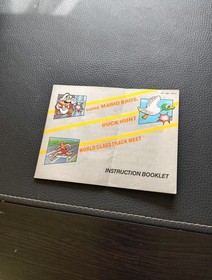 SUPER MARIO BROS.
DUCK HUNT
WORLD CLASS TRACK MEET
INSTRUCTION BOOKLET